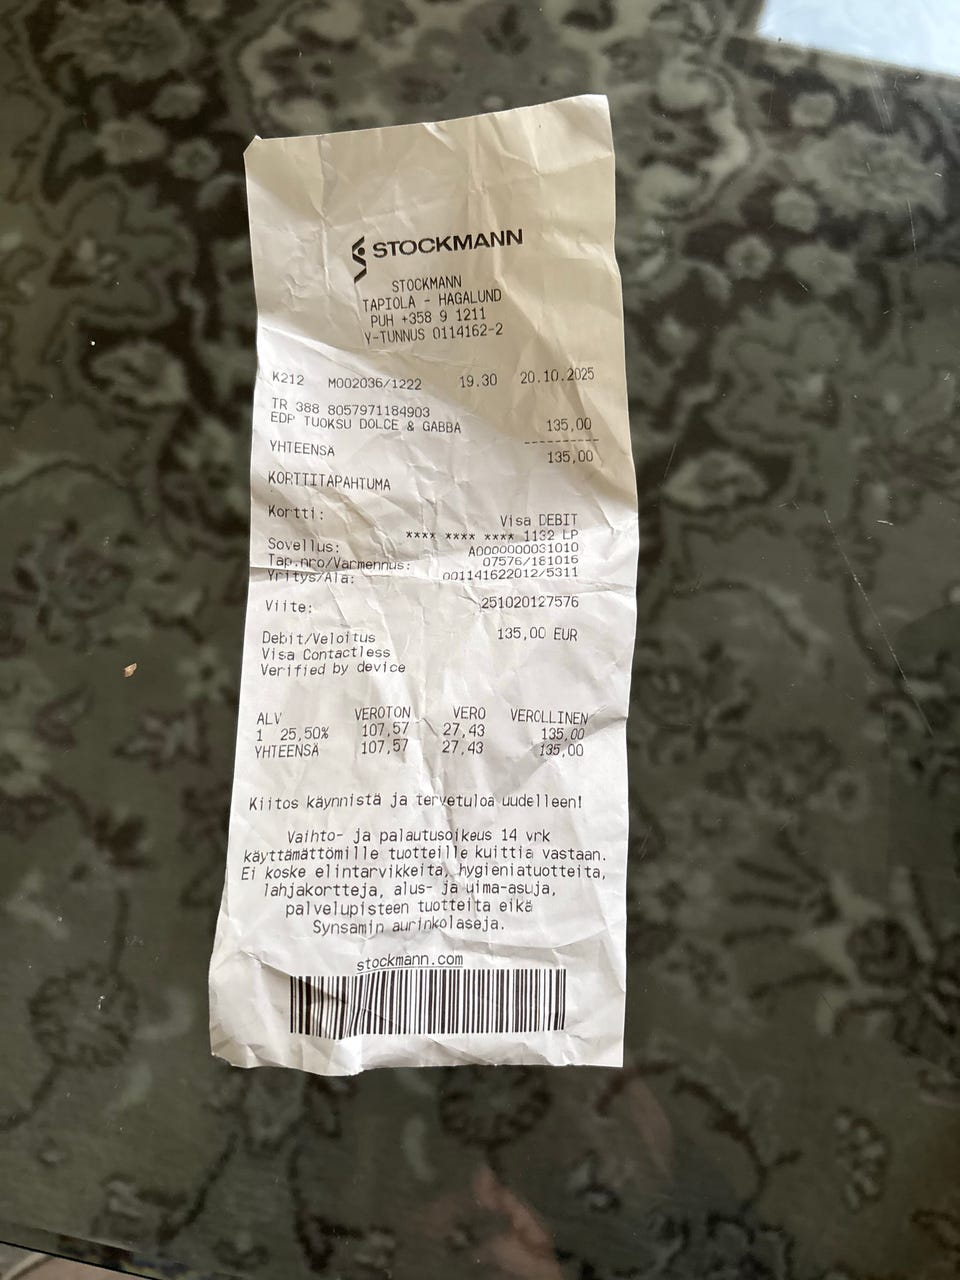 STOCKMANN
STOCKMANN
TAPIOLA - HAGALUND
PUH +358 9 1211
Y-TUNNUS 0114162-2
K212 M002036/1222 19.30 20.10.2025
TR 388 8057971184903
EDP TUOKSU DOLCE & GABBA 135,00
YHTEENSÄ 135,00
KORTTITAPAHTUMA
Kortti: Visa DEBIT
**** **** **** 1132 LP
Sovellus: A0000000031010
Tap.nro/Varmennus: 07576/181016
Yritys/Ala: 001141622012/5311
Viite: 251020127576
Debit/Veloitus 135,00 EUR
Visa Contactless
Verified by device
ALV VEROTON VERO VEROLLINEN
1 25,50% 107,57 27,43 135,00
YHTEENSÄ 107,57 27,43 135,00
Kiitos käynnistä ja tervetuloa uudelleen!
Vaihto- ja palautusoikeus 14 vrk
käyttämättömille tuotteille kuittia vastaan.
Ei koske elintarvikkeita, hygieniatuotteita,
lahjakortteja, alus- ja uima-asuja,
palvelupisteen tuotteita eikä
Synsamin aurinkolaseja.
stockmann.com